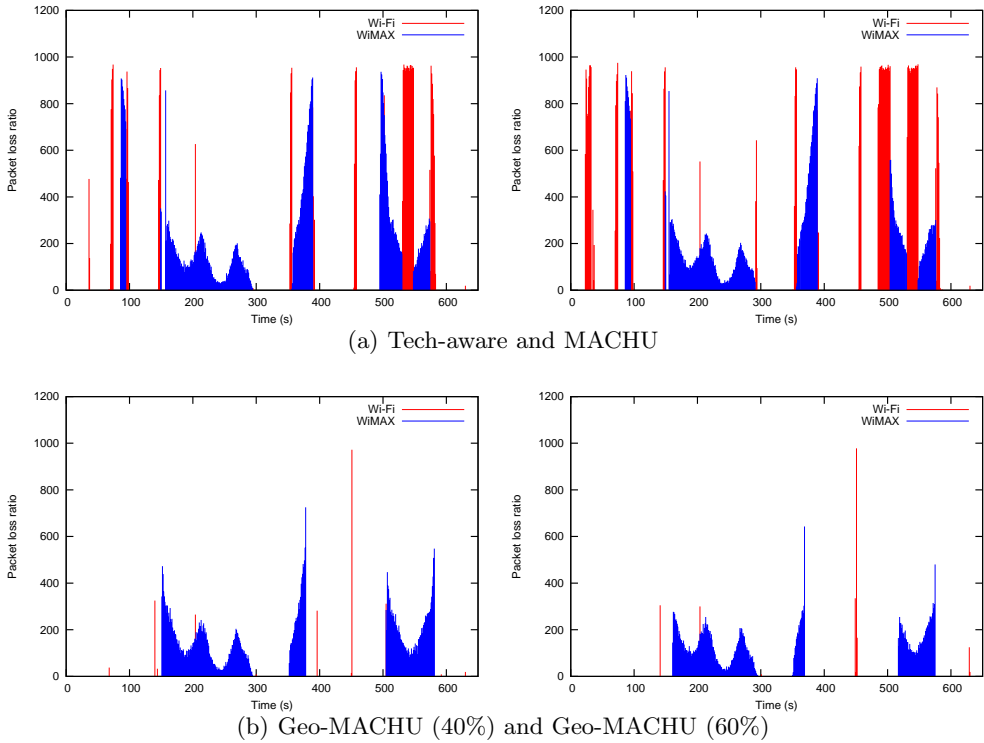 1200
1000
800
600
400
200
0
Packet loss ratio
Wi-Fi
WiMAX
0 100 200 300 400 500 600
Time (s)
1200
1000
800
600
400
200
0
Packet loss ratio
Wi-Fi
WiMAX
0 100 200 300 400 500 600
Time (s)
(a) Tech-aware and MACHU
1200
1000
800
600
400
200
0
Packet loss ratio
Wi-Fi
WiMAX
0 100 200 300 400 500 600
Time (s)
1200
1000
800
600
400
200
0
Packet loss ratio
Wi-Fi
WiMAX
0 100 200 300 400 500 600
Time (s)
(b) Geo-MACHU (40%) and Geo-MACHU (60%)